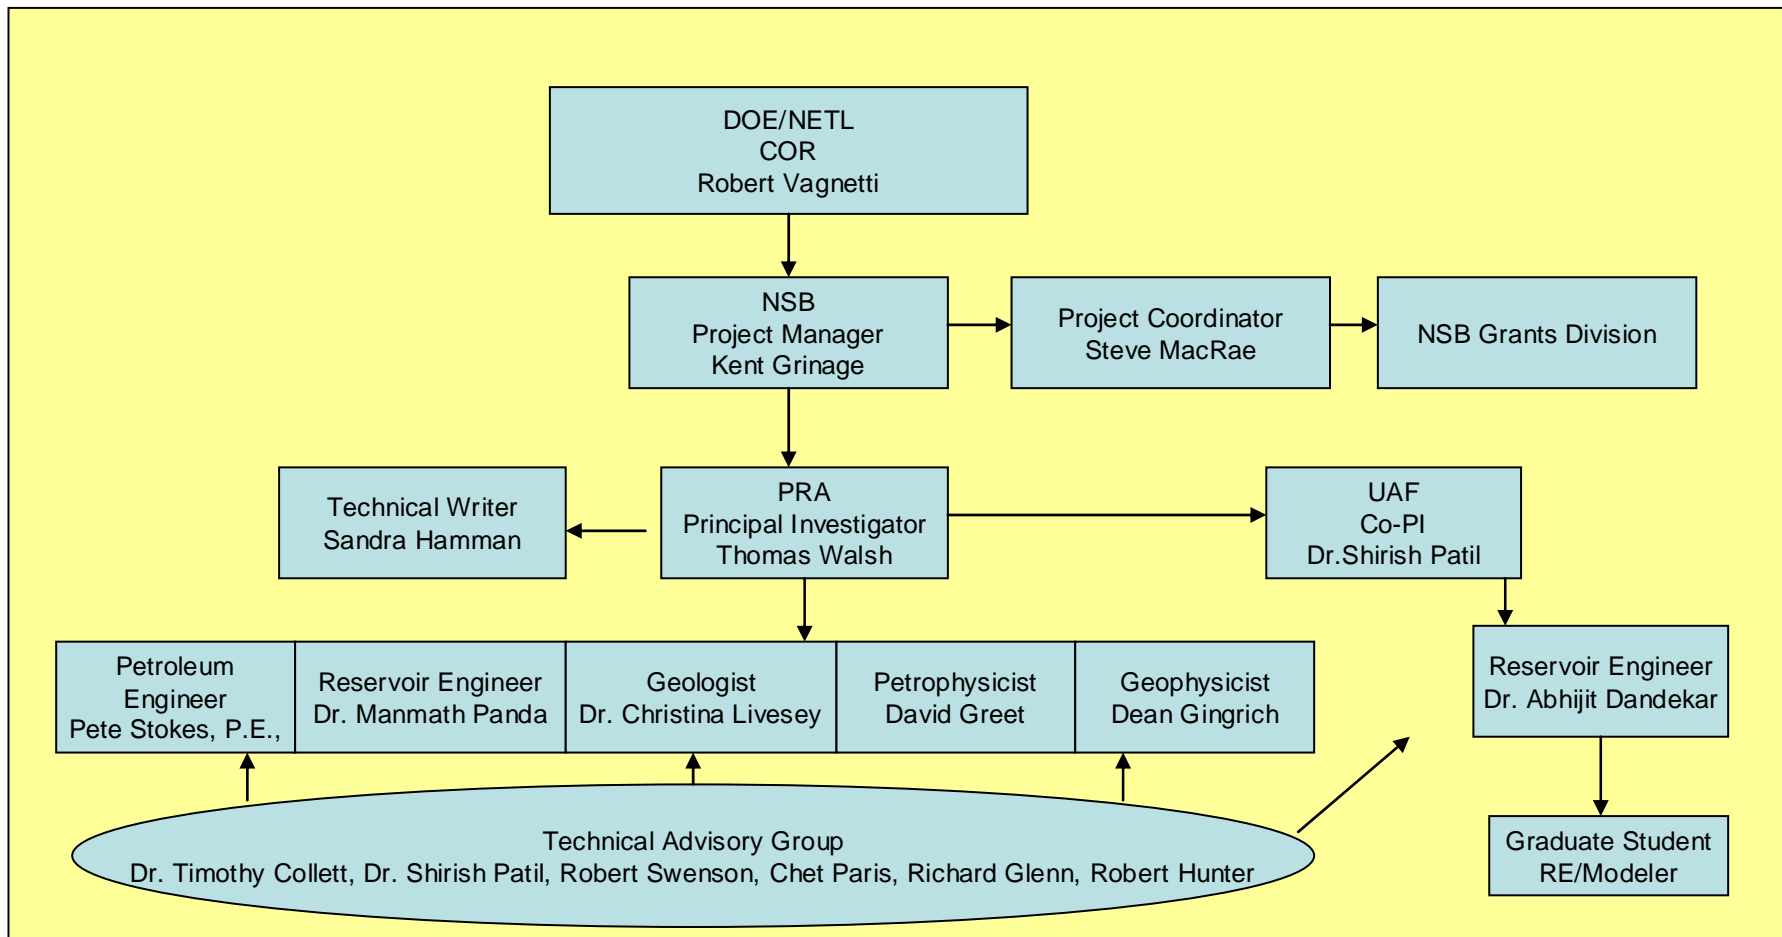 DOE/NETL
COR
Robert Vagnetti
NSB
Project Manager
Kent Grinage
Project Coordinator
Steve MacRae
NSB Grants Division
Technical Writer
Sandra Hamman
PRA
Principal Investigator
Thomas Walsh
UAF
Co-PI
Dr.Shirish Patil
Petroleum
Engineer
Pete Stokes, P.E.,
Reservoir Engineer
Dr. Manmath Panda
Geologist
Dr. Christina Livesey
Petrophysicist
David Greet
Geophysicist
Dean Gingrich
Reservoir Engineer
Dr. Abhijit Dandekar
Technical Advisory Group
Dr. Timothy Collett, Dr. Shirish Patil, Robert Swenson, Chet Paris, Richard Glenn, Robert Hunter
Graduate Student
RE/Modeler